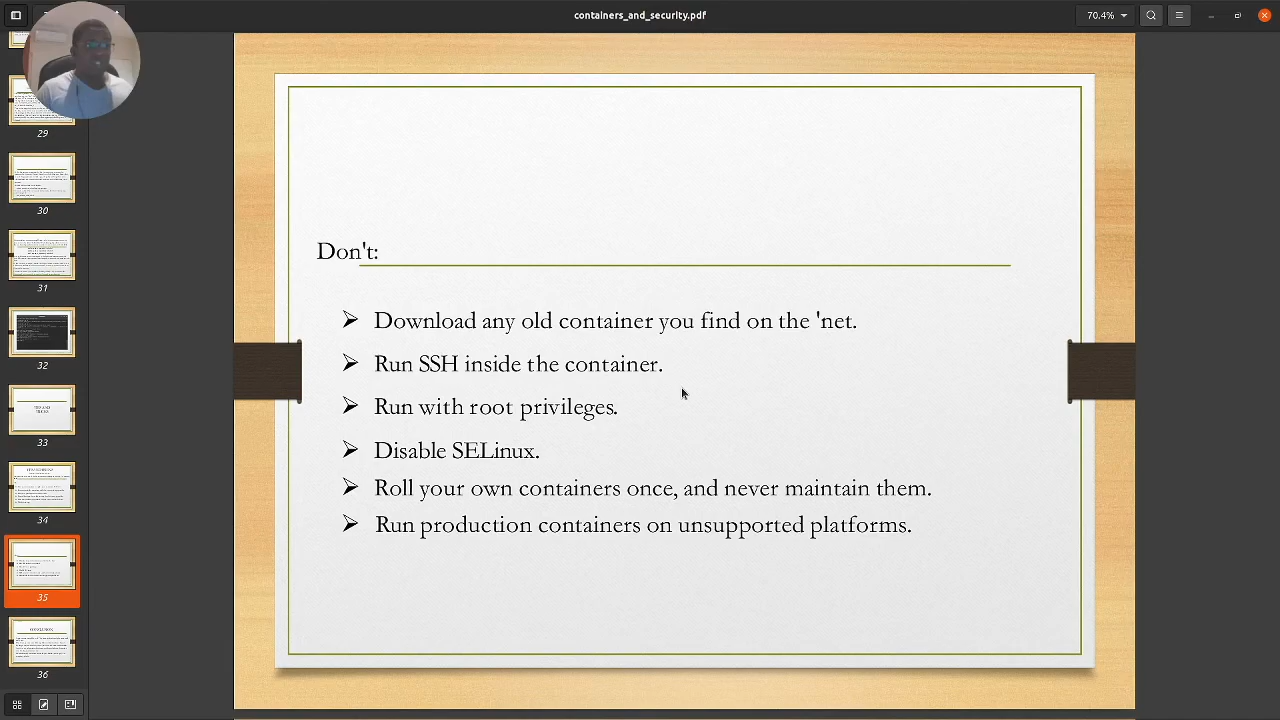 containers_and_security.pdf
70.4%
29
30
31
32
33
34
35
CONCLUSION
36
Don't:
Download any old container you find on the 'net.
Run SSH inside the container.
Run with root privileges.
Disable SELinux.
Roll your own containers once, and never maintain them.
Run production containers on unsupported platforms.